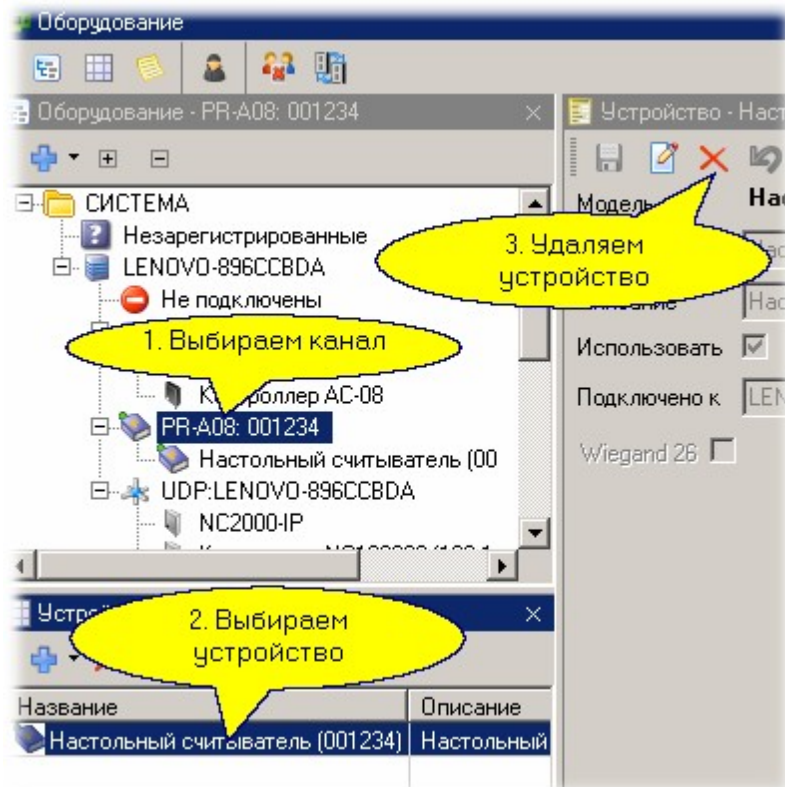 Оборудование
Оборудование - PR-A08: 001234
СИСТЕМА
Незарегистрированные
LENOVO-896CCBDA
Не подключены
1. Выбираем канал
Контроллер AC-08
PR-A08: 001234
Настольный считыватель (00
UDP:LENOVO-896CCBDA
NC2000-IP
2. Выбираем
устройство
Название
Описание
Настольный считыватель (001234)
Настольный
Устройство - Наст
Модель
Нас
3. Удаляем
устройство
Нас
Использовать
Подключено к
LEN
Wiegand 26